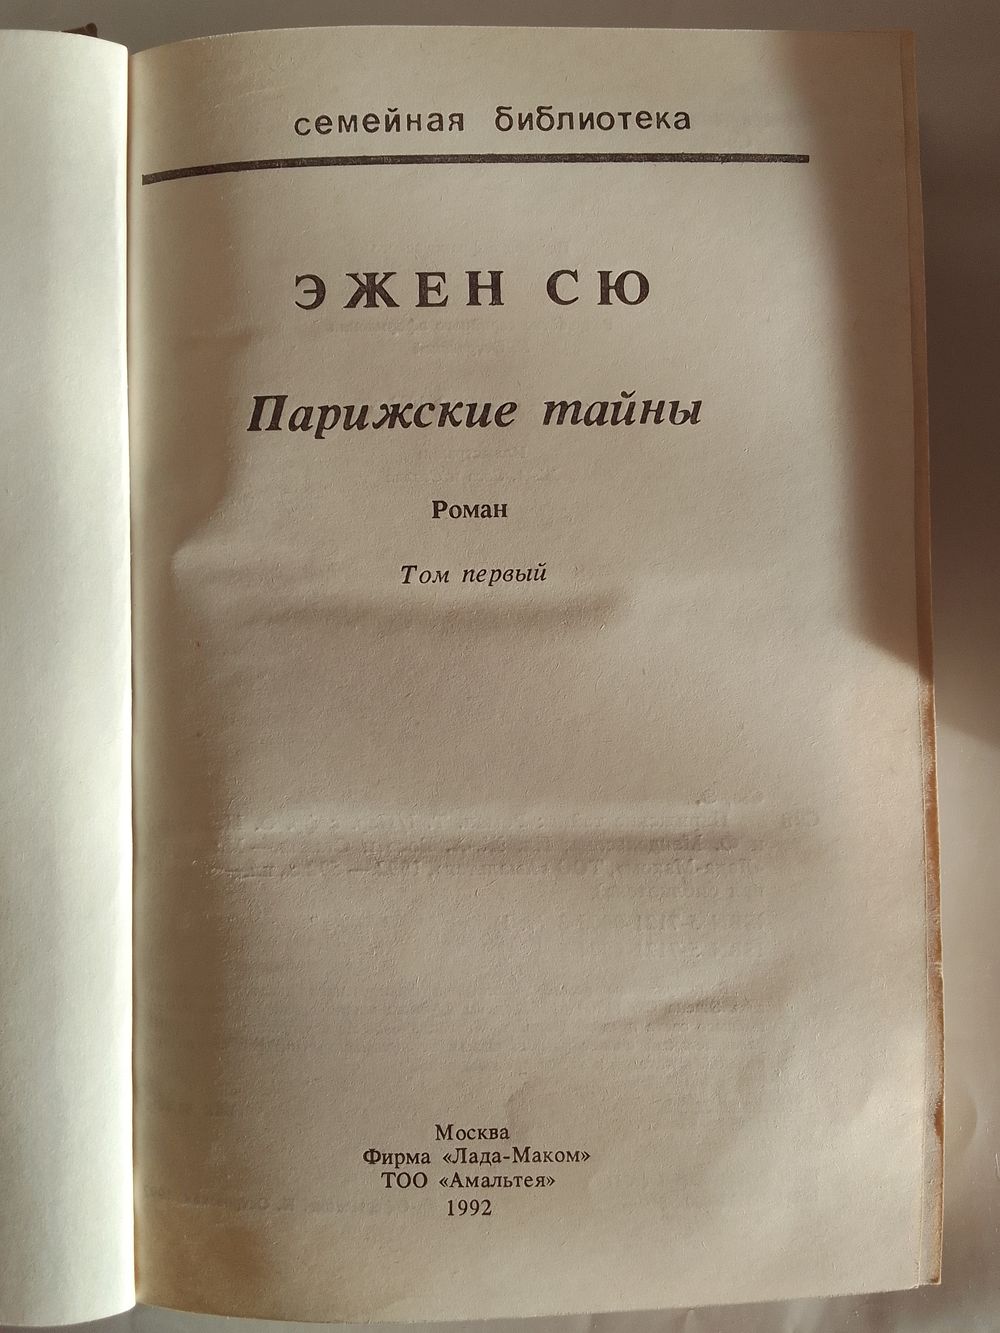 семейная библиотека
ЭЖЕН СЮ
Парижские тайны
Роман
Том первый
Москва
Фирма «Лада-Маком»
ТОО «Амальтея»
1992